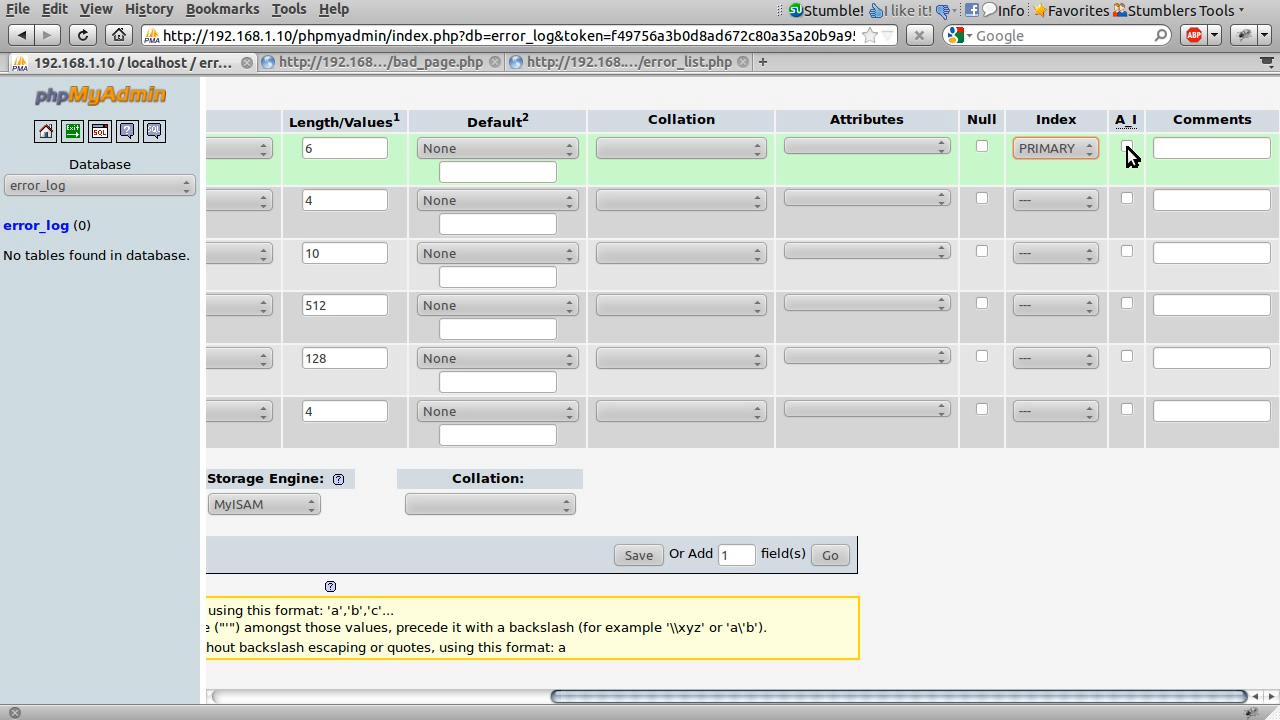 File Edit View History Bookmarks Tools Help Stumble! I like it! Info Favorites Stumblers Tools
http://192.168.1.10/phpmyadmin/index.php?db=error_log&token=f49756a3b0d8ad672c80a35a20b9a9 Google ABP
192.168.1.10 / localhost / err... http://192.168.../bad_page.php http://192.168..../error_list.php
phpMyAdmin
SQL
Database
error_log
error_log (0)
No tables found in database.
Length/Values1 Default2 Collation Attributes Null Index A_I Comments
6 None PRIMARY
4 None ---
10 None ---
512 None ---
128 None ---
4 None ---
Storage Engine: Collation:
MyISAM
Save Or Add 1 field(s) Go
using this format: 'a','b','c'...
e ("'") amongst those values, precede it with a backslash (for example '\\xyz' or 'a\'b').
hout backslash escaping or quotes, using this format: a